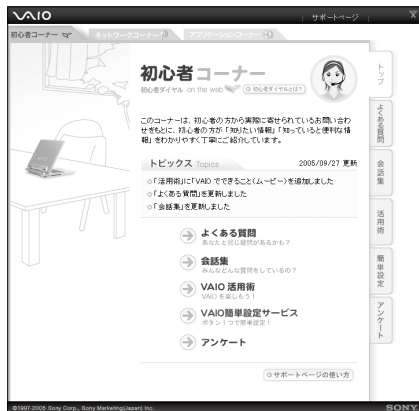 VAIO
サポートページ
X
初心者コーナー
ネットワークコーナー
アプリケーションコーナー
初心者コーナー
初心者ダイヤル on the web
初心者ダイヤルとは?
このコーナーは、初心者の方から実際に寄せられているお問い合わ
せをもとに、初心者の方が「知りたい情報」「知っていると便利な情
報」をわかりやすく丁寧にご紹介しています。
トピックス Topics
2005/09/27 更新
「活用術」に「VAIO でできること(ムービー)を追加しました
「よくある質問」を更新しました
「会話集」を更新しました
よくある質問
あなたと同じ疑問があるかも?
会話集
みんなどんな質問をしているの?
VAIO 活用術
VAIO を楽しもう!
VAIO簡単設定サービス
ボタン1つで簡単設定!
アンケート
サポートページの使い方
トップ
よくある質問
会話集
活用術
簡単設定
アンケート
©1997-2005 Sony Corp., Sony Marketing(Japan) Inc.
SONY